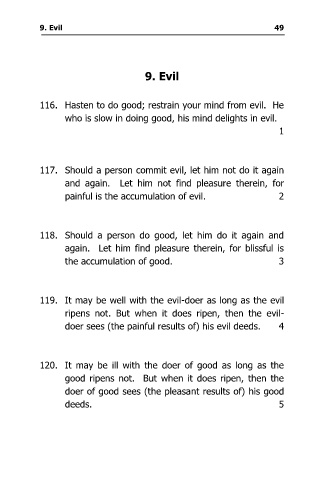 9. Evil 49
9. Evil
116. Hasten to do good; restrain your mind from evil. He
who is slow in doing good, his mind delights in evil.
1
117. Should a person commit evil, let him not do it again
and again. Let him not find pleasure therein, for
painful is the accumulation of evil. 2
118. Should a person do good, let him do it again and
again. Let him find pleasure therein, for blissful is
the accumulation of good. 3
119. It may be well with the evil-doer as long as the evil
ripens not. But when it does ripen, then the evil-
doer sees (the painful results of) his evil deeds. 4
120. It may be ill with the doer of good as long as the
good ripens not. But when it does ripen, then the
doer of good sees (the pleasant results of) his good
deeds. 5